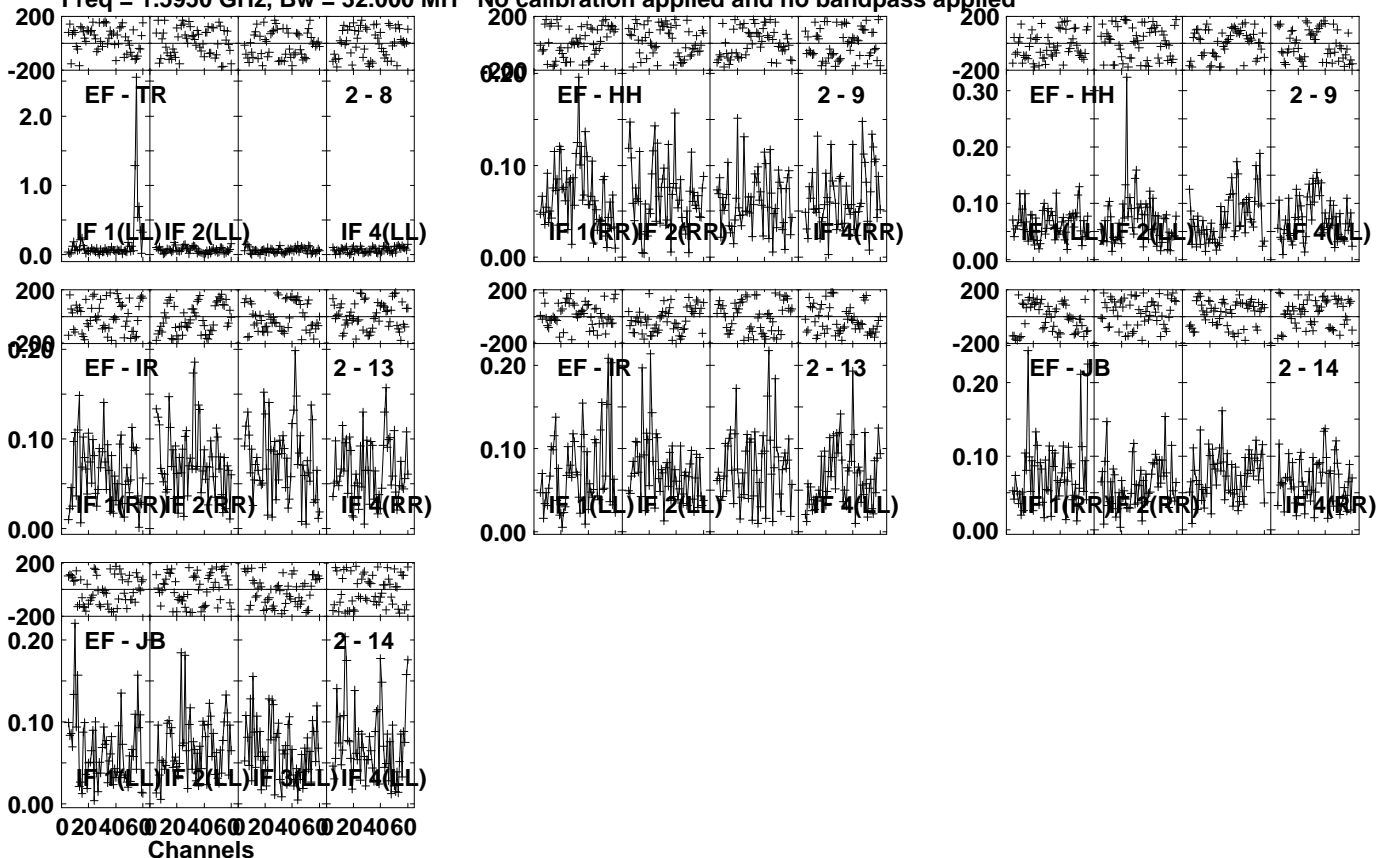 Freq = 1.5950 GHz, Bw = 32.000 MH No calibration applied and no bandpass applied
200
-200
EF - TR 2 - 8
2.0
1.0
0.0
IF 1(LL) IF 2(LL) IF 4(LL)
200
-200
0.20
EF - HH 2 - 9
0.10
0.00
IF 1(RR) IF 2(RR) IF 4(RR)
200
-200
0.30
EF - HH 2 - 9
0.20
0.10
0.00
IF 1(LL) IF 2(LL) IF 4(LL)
200
-200
0.20
EF - IR 2 - 13
0.10
0.00
IF 1(RR) IF 2(RR) IF 4(RR)
200
-200
0.20
EF - IR 2 - 13
0.10
0.00
IF 1(LL) IF 2(LL) IF 4(LL)
200
-200
EF - JB 2 - 14
0.20
0.10
0.00
IF 1(RR) IF 2(RR) IF 4(RR)
200
-200
0.20
EF - JB 2 - 14
0.10
0.00
IF 1(LL) IF 2(LL) IF 3(LL) IF 4(LL)
0 20 40 60 0 20 40 60 0 20 40 60 0 20 40 60
Channels